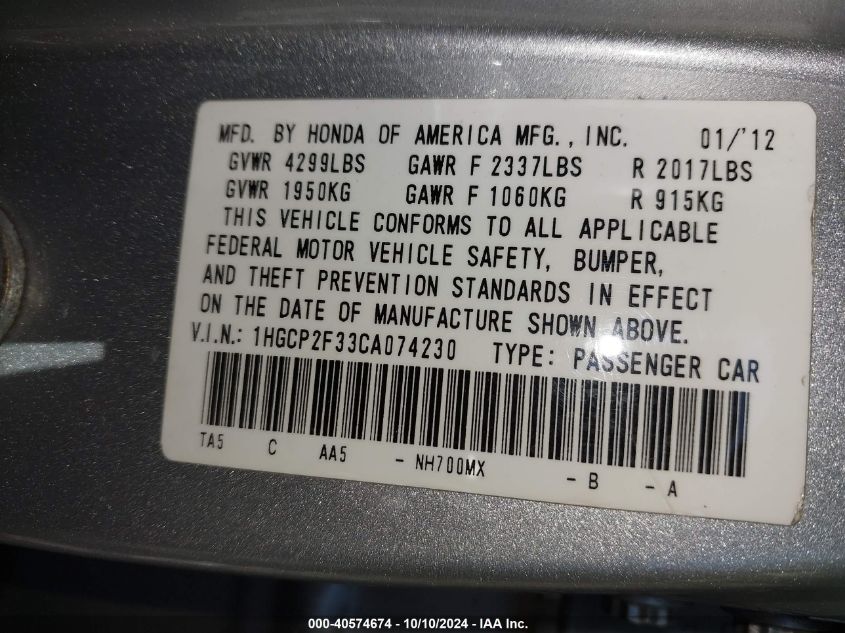 MFD. BY HONDA OF AMERICA MFG., INC. 01/'12
GVWR 4299LBS GAWR F 2337LBS R 2017LBS
GVWR 1950KG GAWR F 1060KG R 915KG
THIS VEHICLE CONFORMS TO ALL APPLICABLE
FEDERAL MOTOR VEHICLE SAFETY, BUMPER,
AND THEFT PREVENTION STANDARDS IN EFFECT
ON THE DATE OF MANUFACTURE SHOWN ABOVE.
V.I.N.: 1HGCP2F33CA074230 TYPE: PASSENGER CAR
TA5 C AA5 - NH700MX - B - A
000-40574674 - 10/10/2024 - IAA Inc.